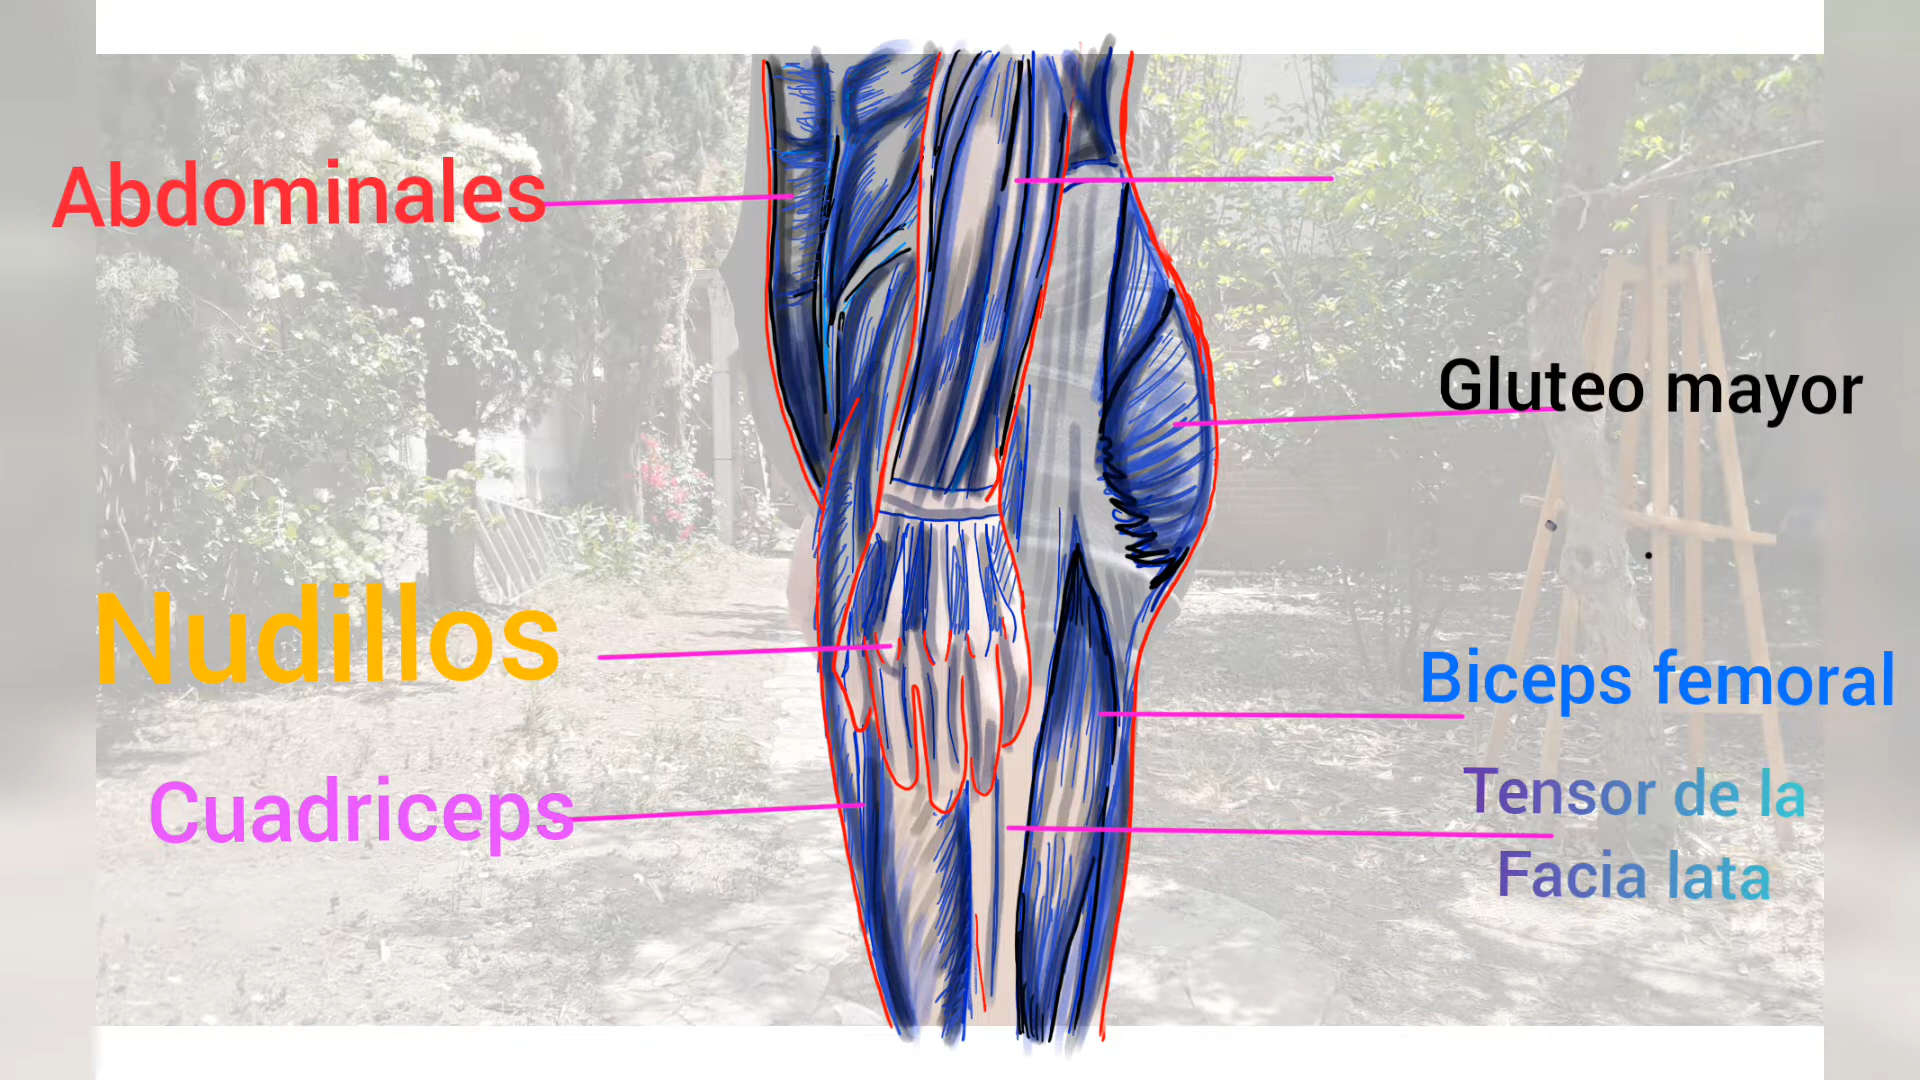 Abdominales
Gluteo mayor
Nudillos
Biceps femoral
Cuadriceps
Tensor de la
Facia lata